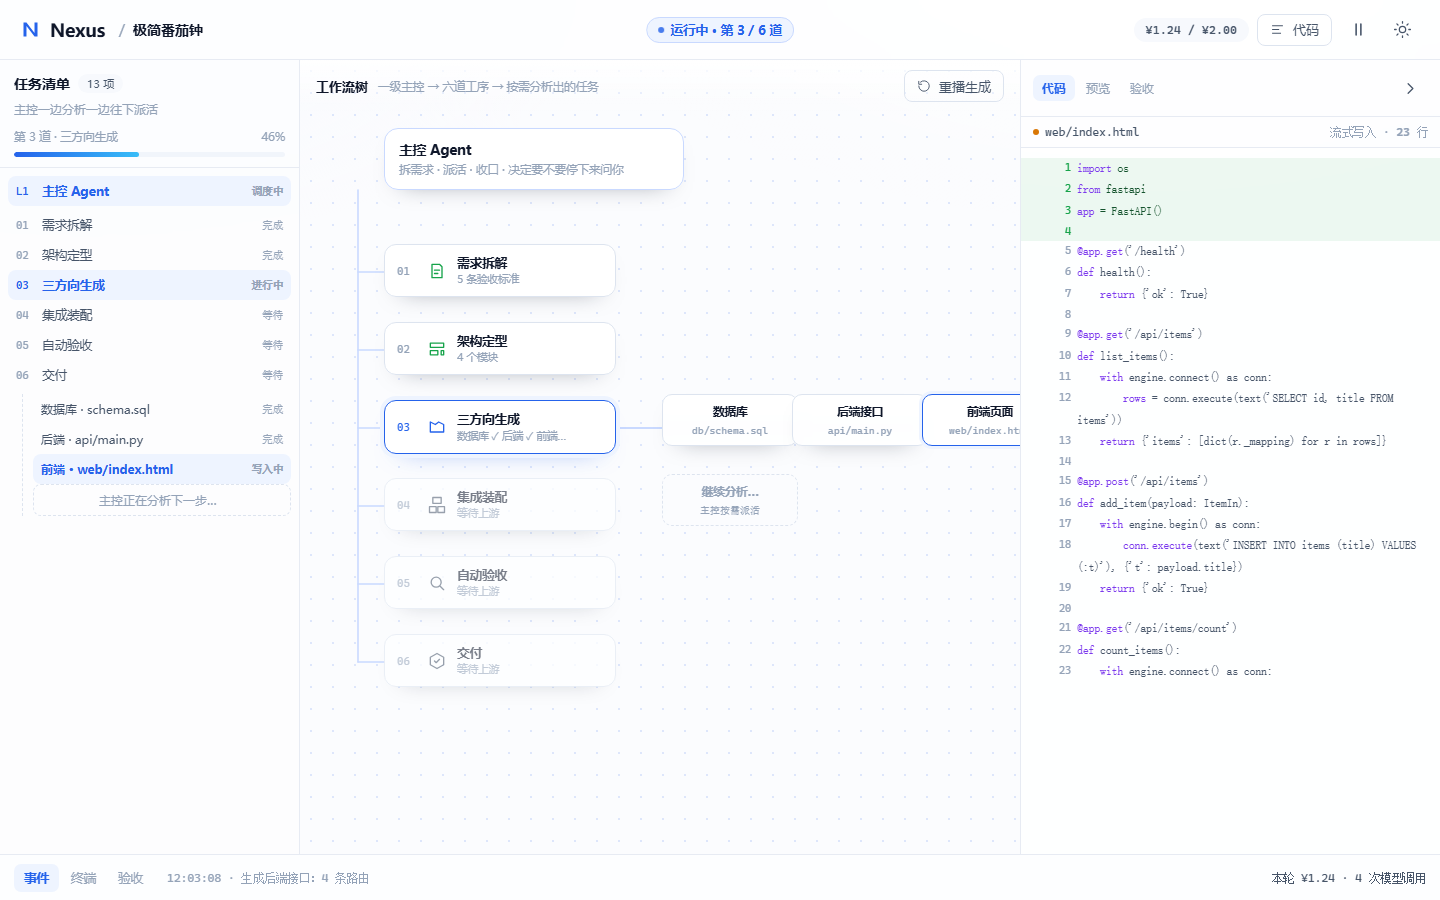 Nexus / 极简番茄钟
运行中 • 第 3 / 6 道
¥1.24 / ¥2.00
代码
任务清单 13 项
主控一边分析一边往下派活
第 3 道 · 三方向生成 46%
L1 主控 Agent 调度中
01 需求拆解 完成
02 架构定型 完成
03 三方向生成 进行中
04 集成装配 等待
05 自动验收 等待
06 交付 等待
数据库 · schema.sql 完成
后端 · api/main.py 完成
前端 • web/index.html 写入中
主控正在分析下一步...
工作流树 一级主控 → 六道工序 → 按需分析出的任务
重播生成
主控 Agent
拆需求 · 派活 · 收口 · 决定要不要停下来问你
01 需求拆解
5 条验收标准
02 架构定型
4 个模块
03 三方向生成
数据库 ✓ 后端 ✓ 前端...
数据库
db/schema.sql
后端接口
api/main.py
前端页面
web/index.htm
继续分析...
主控按需派活
04 集成装配
等待上游
05 自动验收
等待上游
06 交付
等待上游
代码 预览 验收
web/index.html 流式写入 · 23 行
1 import os
2 from fastapi
3 app = FastAPI()
4
5 @app.get("/health")
6 def health():
7 return {"ok": True}
8
9 @app.get("/api/items")
10 def list_items():
11 with engine.connect() as conn:
12 rows = conn.execute(text("SELECT id, title FROM
items"))
13 return {"items": [dict(r._mapping) for r in rows]}
14
15 @app.post("/api/items")
16 def add_item(payload: ItemIn):
17 with engine.begin() as conn:
18 conn.execute(text("INSERT INTO items (title) VALUES
(:t)"), {"t": payload.title})
19 return {"ok": True}
20
21 @app.get("/api/items/count")
22 def count_items():
23 with engine.connect() as conn:
事件 终端 验收 12:03:08 · 生成后端接口: 4 条路由
本轮 ¥1.24 · 4 次模型调用